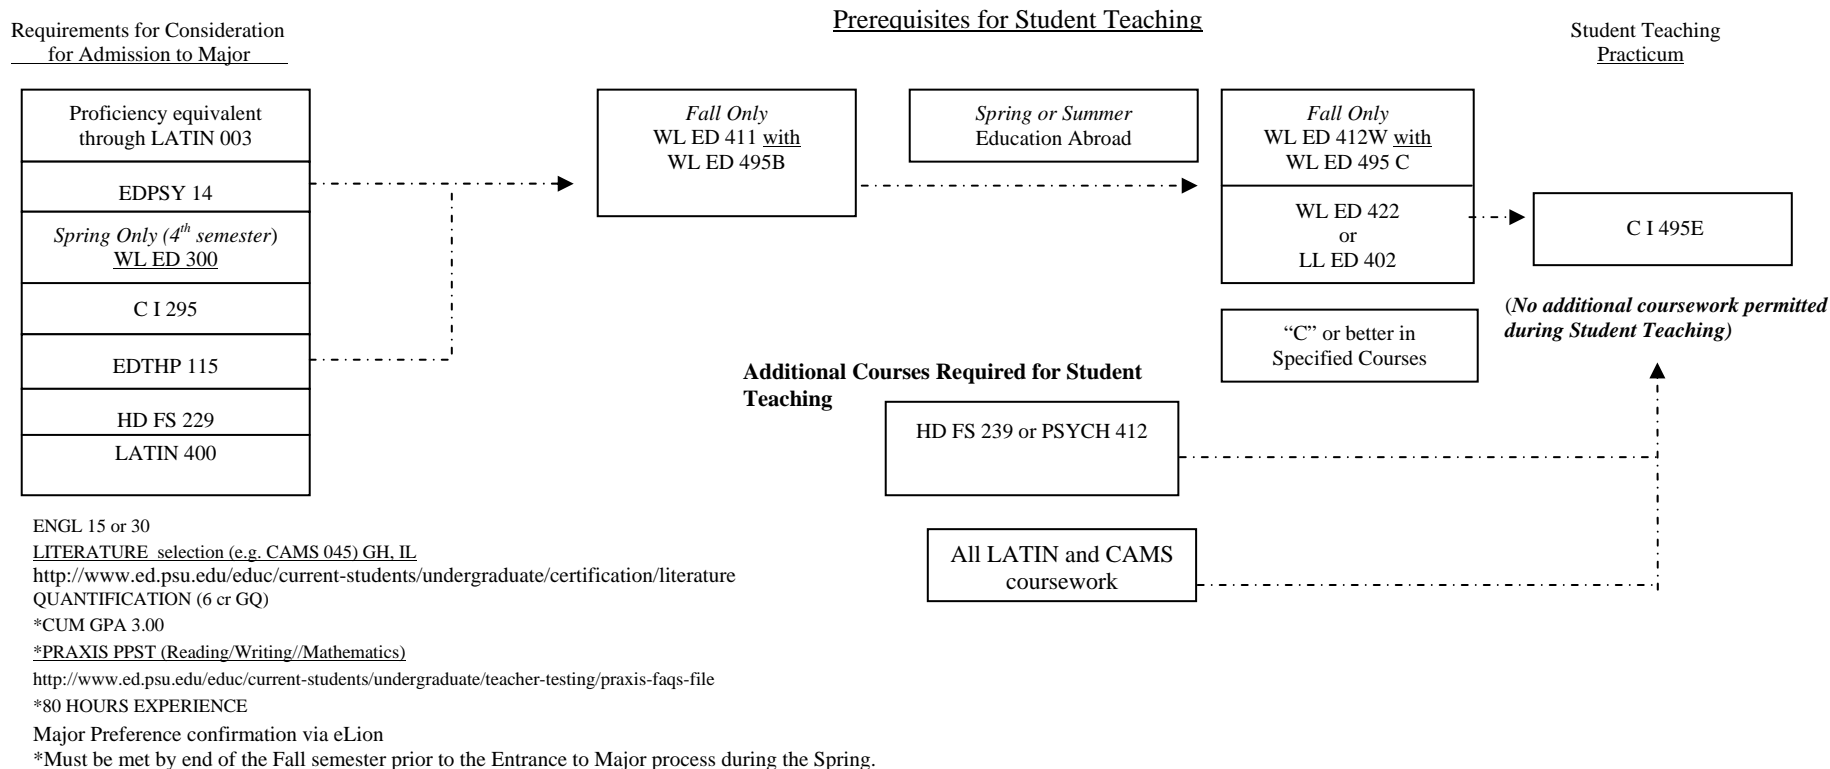 Prerequisites for Student Teaching
Requirements for Consideration
for Admission to Major
Proficiency equivalent
through LATIN 003
EDPSY 14
Spring Only (4th semester)
WL ED 300
C I 295
EDTHP 115
HD FS 229
LATIN 400
ENGL 15 or 30
LITERATURE selection (e.g. CAMS 045) GH, IL
http://www.ed.psu.edu/educ/current-students/undergraduate/certification/literature
QUANTIFICATION (6 cr GQ)
*CUM GPA 3.00
*PRAXIS PPST (Reading/Writing//Mathematics)
http://www.ed.psu.edu/educ/current-students/undergraduate/teacher-testing/praxis-faqs-file
*80 HOURS EXPERIENCE
Major Preference confirmation via eLion
*Must be met by end of the Fall semester prior to the Entrance to Major process during the Spring.
Fall Only
WL ED 411 with
WL ED 495B
Spring or Summer
Education Abroad
Fall Only
WL ED 412W with
WL ED 495 C
WL ED 422
or
LL ED 402
“C” or better in
Specified Courses
Additional Courses Required for Student
Teaching
HD FS 239 or PSYCH 412
All LATIN and CAMS
coursework
Student Teaching
Practicum
C I 495E
(No additional coursework permitted
during Student Teaching)